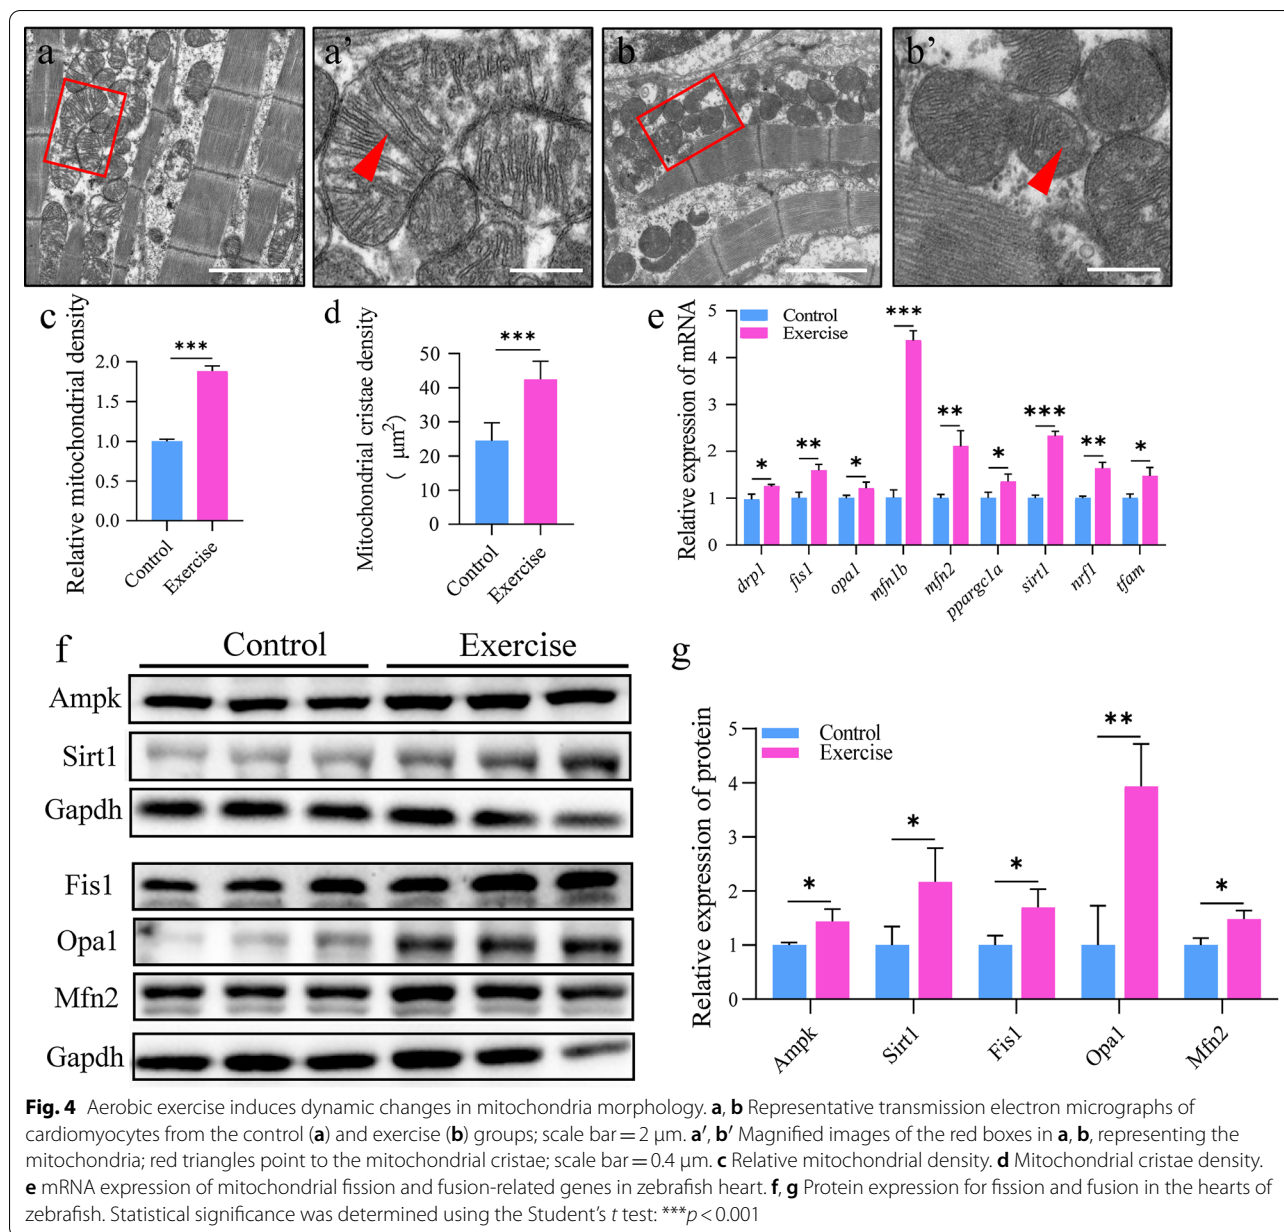 a
a′
b
b′
c
Relative mitochondrial density
2.0
1.5
1.0
0.5
0.0
***
Control
Exercise
d
Mitochondrial cristae density
( μm²)
50
40
30
20
10
0
***
Control
Exercise
e
Relative expression of mRNA
5
4
3
2
1
0
Control
Exercise
*
**
*
***
**
*
***
**
*
drp1
fis1
opa1
mfn1b
mfn2
ppargc1a
sirt1
nrf1
tfam
f
Control Exercise
Ampk
Sirt1
Gapdh
Fis1
Opa1
Mfn2
Gapdh
g
Relative expression of protein
5
4
3
2
1
0
Control
Exercise
*
*
*
**
*
Ampk
Sirt1
Fis1
Opa1
Mfn2
Fig. 4 Aerobic exercise induces dynamic changes in mitochondria morphology. a, b Representative transmission electron micrographs of
cardiomyocytes from the control (a) and exercise (b) groups; scale bar = 2 μm. a′, b′ Magnified images of the red boxes in a, b, representing the
mitochondria; red triangles point to the mitochondrial cristae; scale bar = 0.4 μm. c Relative mitochondrial density. d Mitochondrial cristae density.
e mRNA expression of mitochondrial fission and fusion-related genes in zebrafish heart. f, g Protein expression for fission and fusion in the hearts of
zebrafish. Statistical significance was determined using the Student's t test: ***p < 0.001